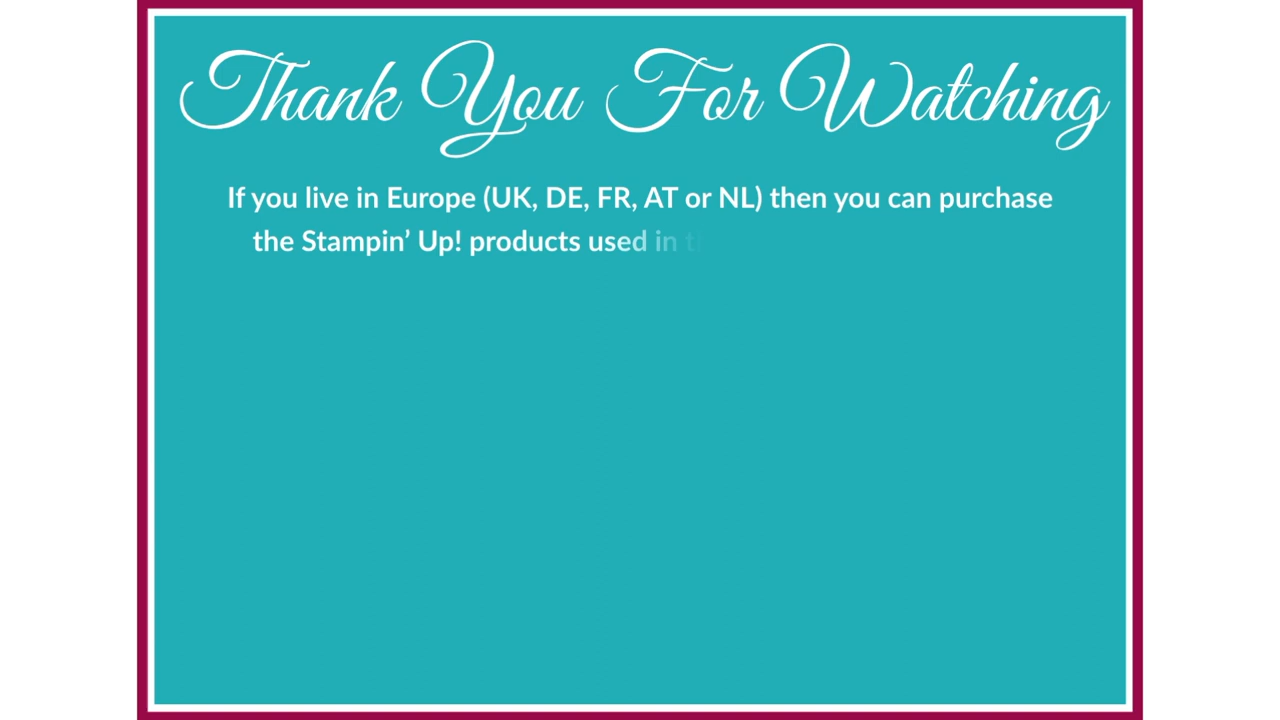 Thank You For Watching
If you live in Europe (UK, DE, FR, AT or NL) then you can purchase
the Stampin’ Up! products used in